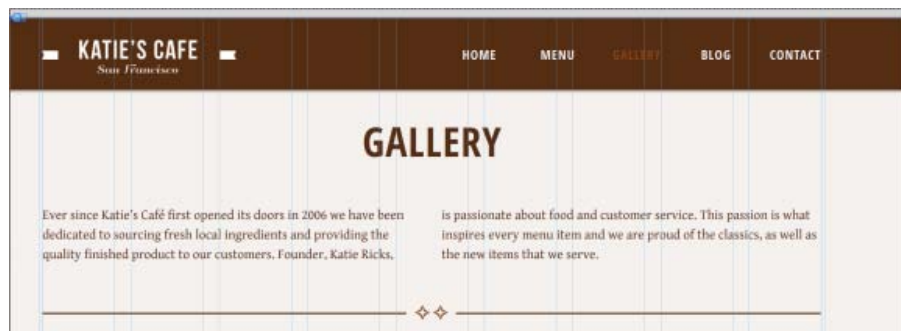 KATIE'S CAFE
San Francisco
HOME MENU GALLERY BLOG CONTACT
GALLERY
Ever since Katie's Café first opened its doors in 2006 we have been
dedicated to sourcing fresh local ingredients and providing the
quality finished product to our customers. Founder, Katie Ricks,
is passionate about food and customer service. This passion is what
inspires every menu item and we are proud of the classics, as well as
the new items that we serve.